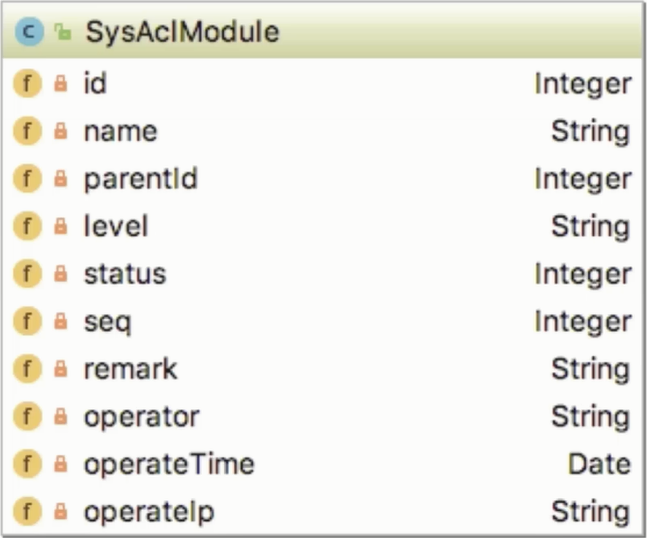 C SysAclModule
f id Integer
f name String
f parentId Integer
f level String
f status Integer
f seq Integer
f remark String
f operator String
f operateTime Date
f operateIp String